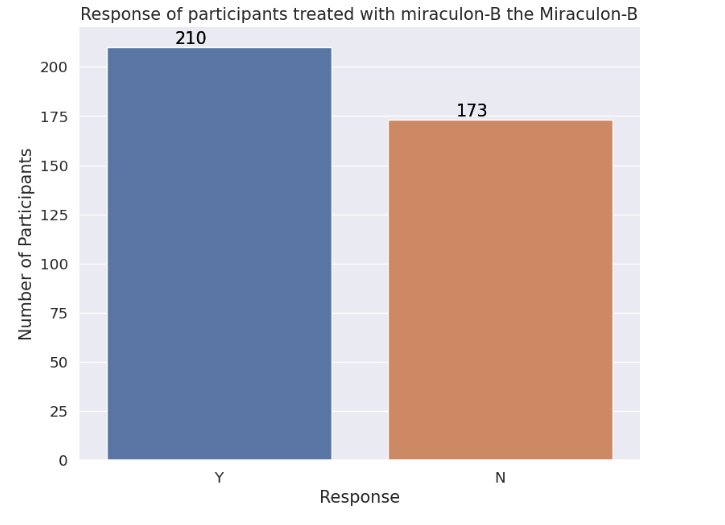 Response of participants treated with miraculon-B the Miraculon-B
210
173
200
175
150
125
100
75
50
25
0
Number of Participants
Y N
Response